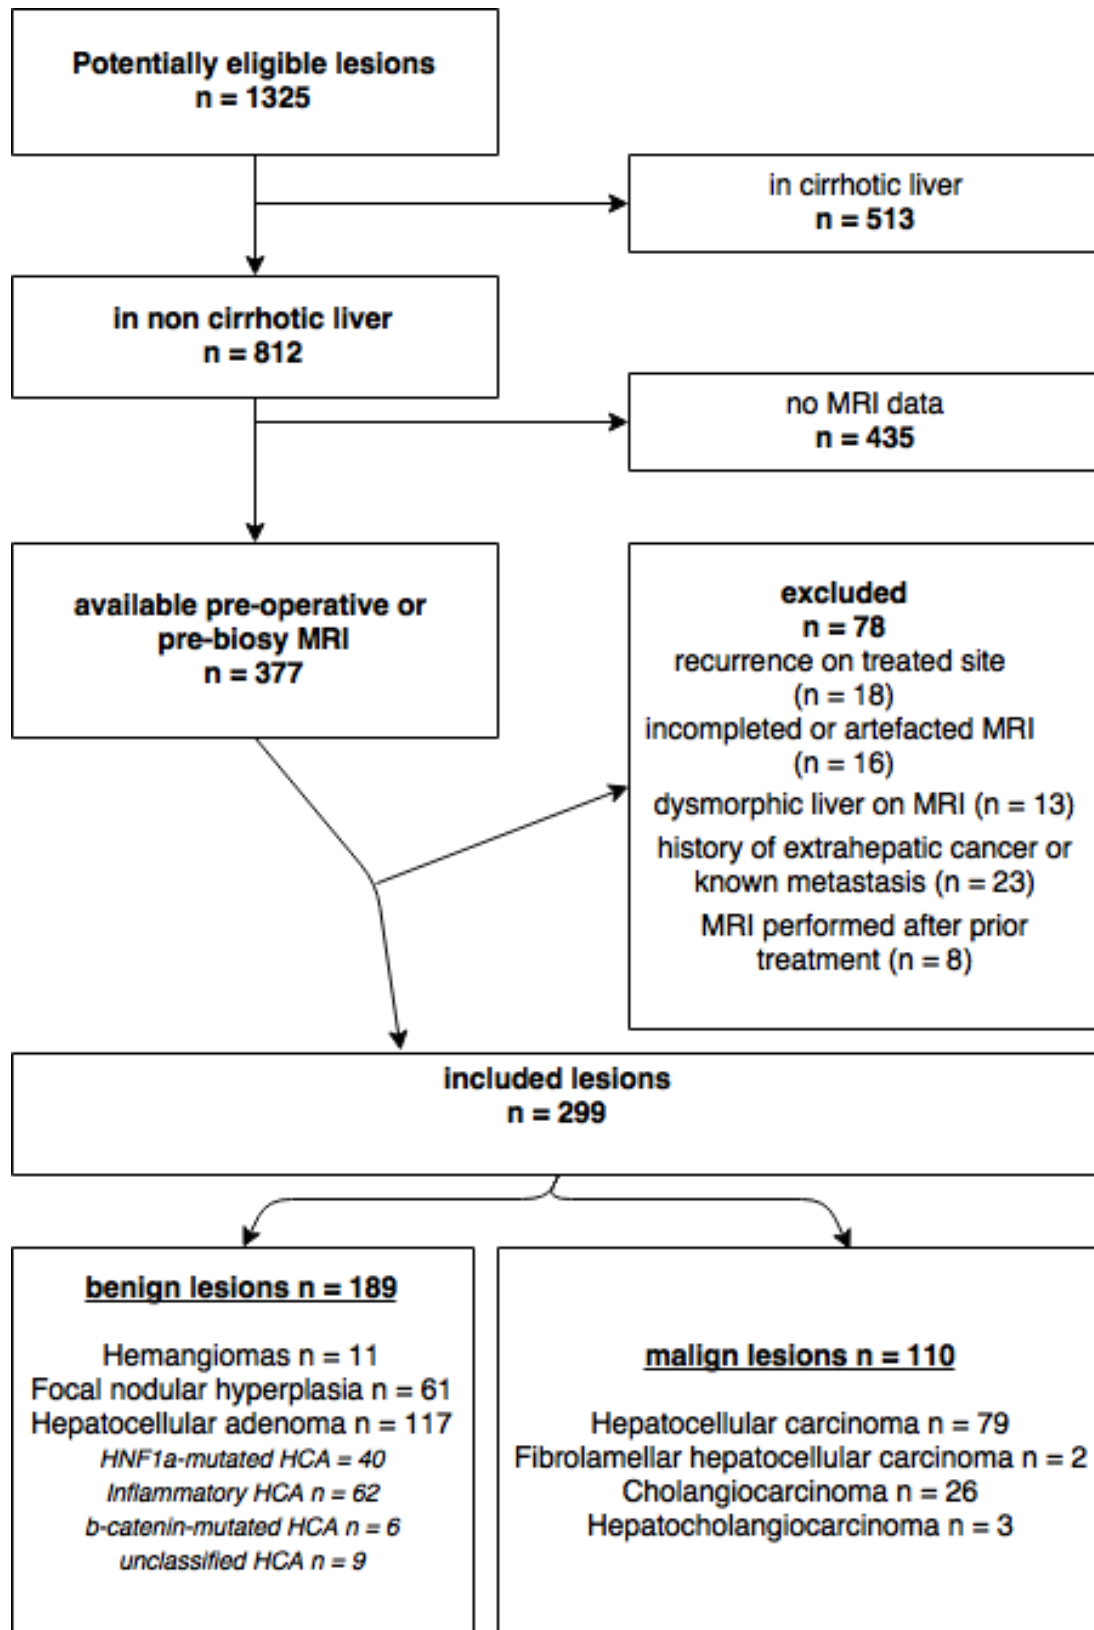 Potentially eligible lesions
n = 1325
in cirrhotic liver
n = 513
in non cirrhotic liver
n = 812
no MRI data
n = 435
available pre-operative or
pre-biosy MRI
n = 377
excluded
n = 78
recurrence on treated site
(n = 18)
incompleted or artefacted MRI
(n = 16)
dysmorphic liver on MRI (n = 13)
history of extrahepatic cancer or
known metastasis (n = 23)
MRI performed after prior
treatment (n = 8)
included lesions
n = 299
benign lesions n = 189
Hemangiomas n = 11
Focal nodular hyperplasia n = 61
Hepatocellular adenoma n = 117
HNF1a-mutated HCA = 40
Inflammatory HCA n = 62
b-catenin-mutated HCA n = 6
unclassified HCA n = 9
malign lesions n = 110
Hepatocellular carcinoma n = 79
Fibrolamellar hepatocellular carcinoma n = 2
Cholangiocarcinoma n = 26
Hepatocholangiocarcinoma n = 3